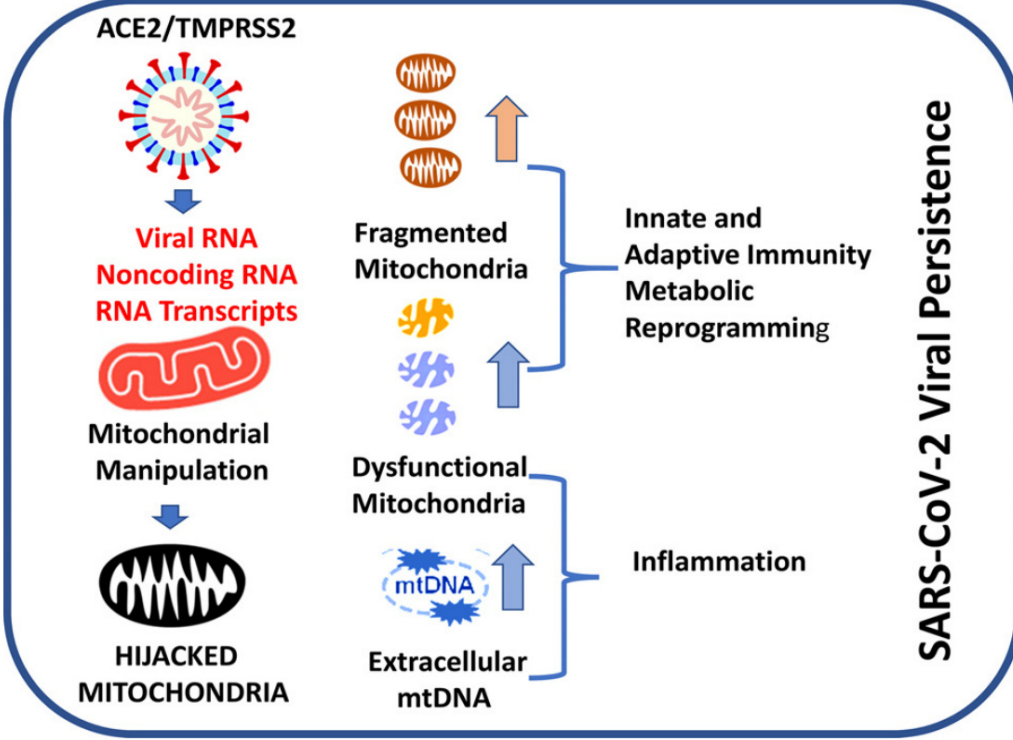 ACE2/TMPRSS2
Viral RNA
Noncoding RNA
RNA Transcripts
Mitochondrial
Manipulation
HIJACKED
MITOCHONDRIA
Fragmented
Mitochondria
Dysfunctional
Mitochondria
mtDNA
Extracellular
mtDNA
Innate and
Adaptive Immunity
Metabolic
Reprogramming
Inflammation
SARS-CoV-2 Viral Persistence